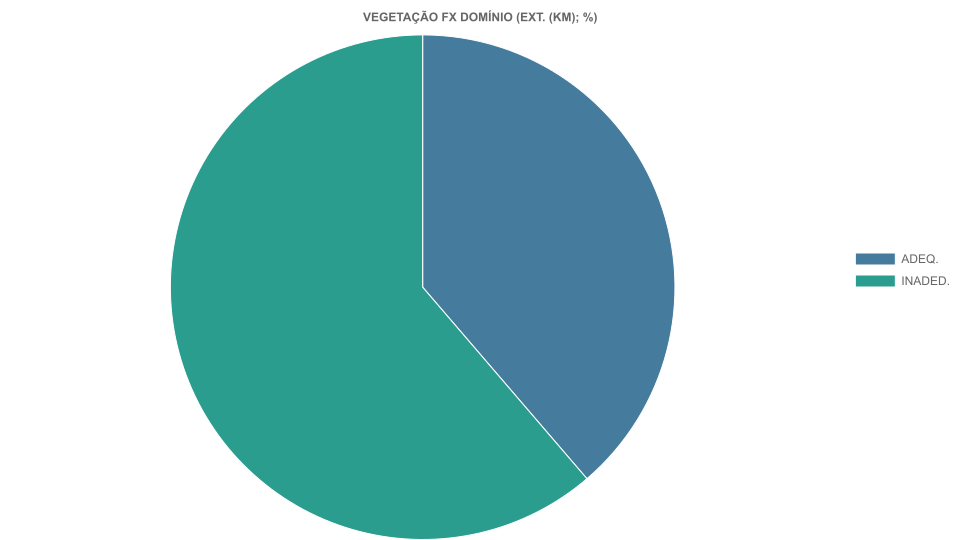 VEGETAÇÃO FX DOMÍNIO (EXT. (KM); %)
ADEQ.
INADED.